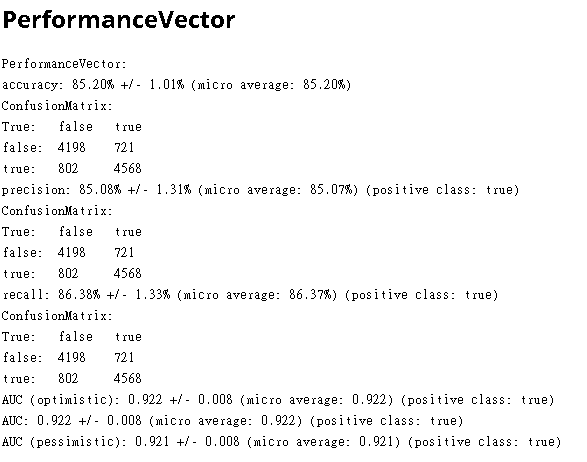 PerformanceVector
PerformanceVector:
accuracy: 85.20% +/- 1.01% (micro average: 85.20%)
ConfusionMatrix:
True: false true
false: 4198 721
true: 802 4568
precision: 85.08% +/- 1.31% (micro average: 85.07%) (positive class: true)
ConfusionMatrix:
True: false true
false: 4198 721
true: 802 4568
recall: 86.38% +/- 1.33% (micro average: 86.37%) (positive class: true)
ConfusionMatrix:
True: false true
false: 4198 721
true: 802 4568
AUC (optimistic): 0.922 +/- 0.008 (micro average: 0.922) (positive class: true)
AUC: 0.922 +/- 0.008 (micro average: 0.922) (positive class: true)
AUC (pessimistic): 0.921 +/- 0.008 (micro average: 0.921) (positive class: true)